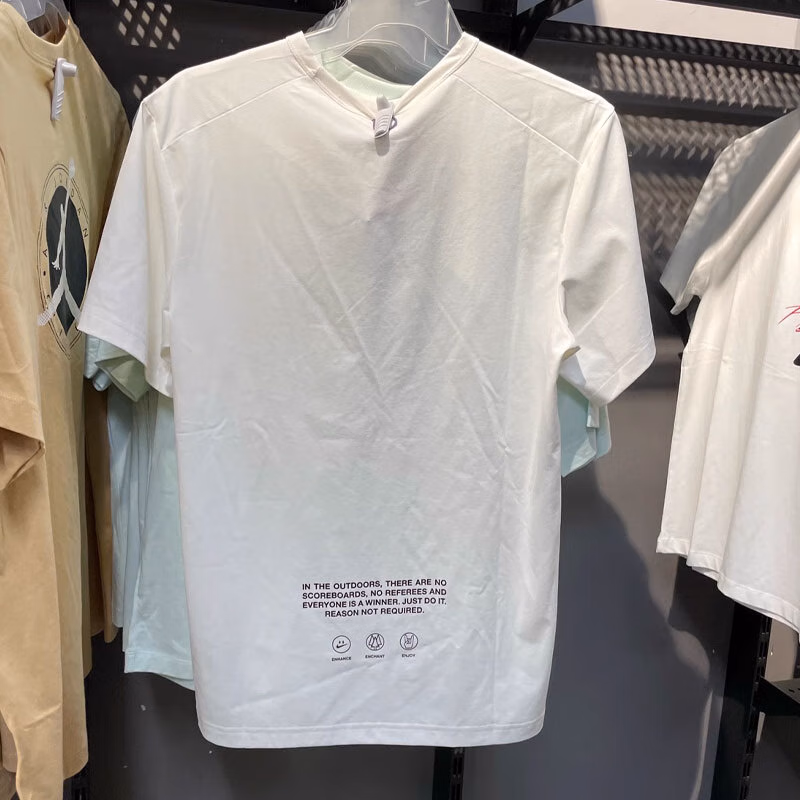 JORDAN
IN THE OUTDOORS, THERE ARE NO
SCOREBOARDS, NO REFEREES AND
EVERYONE IS A WINNER. JUST DO IT.
REASON NOT REQUIRED.
ENHANCE ENCHANT ENJOY